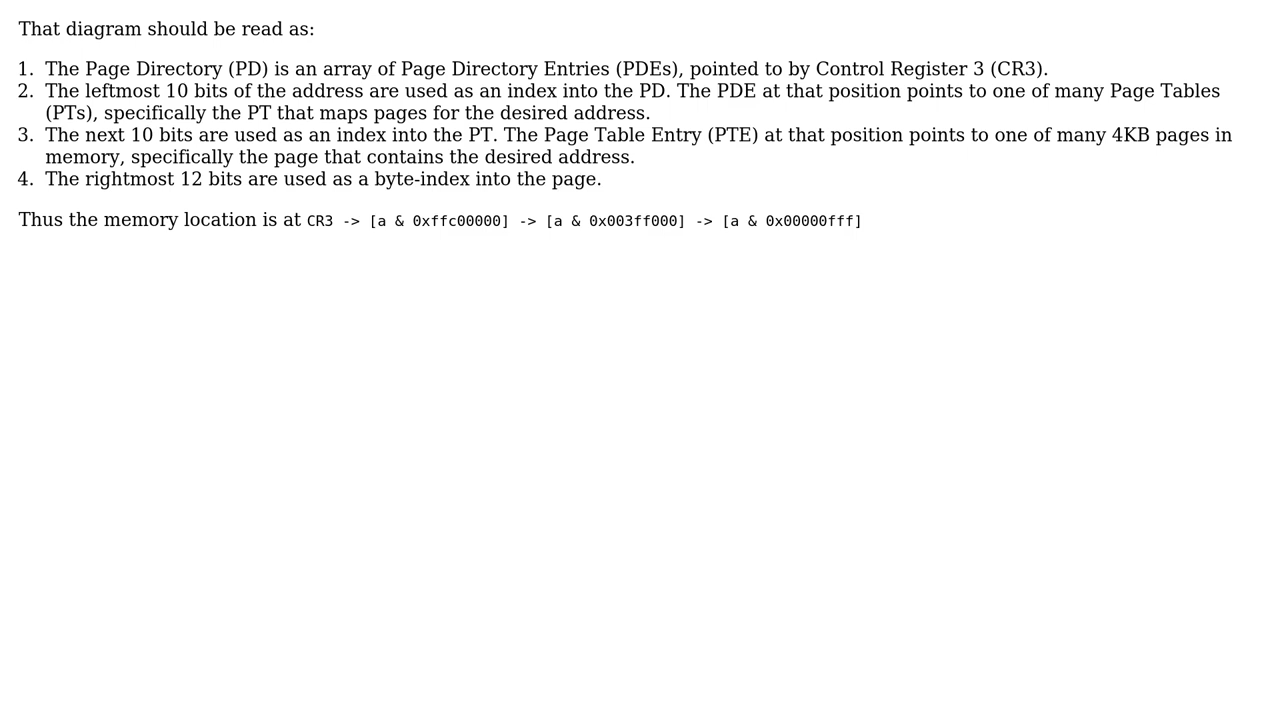 That diagram should be read as:
1. The Page Directory (PD) is an array of Page Directory Entries (PDEs), pointed to by Control Register 3 (CR3).
2. The leftmost 10 bits of the address are used as an index into the PD. The PDE at that position points to one of many Page Tables
(PTs), specifically the PT that maps pages for the desired address.
3. The next 10 bits are used as an index into the PT. The Page Table Entry (PTE) at that position points to one of many 4KB pages in
memory, specifically the page that contains the desired address.
4. The rightmost 12 bits are used as a byte-index into the page.
Thus the memory location is at CR3 -> [a & 0xffc00000] -> [a & 0x003ff000] -> [a & 0x00000fff]